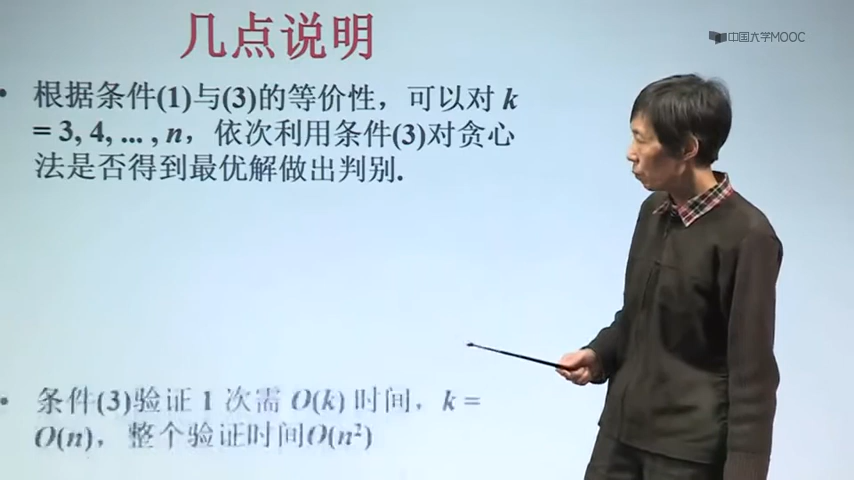 几点说明
中国大学MOOC
• 根据条件(1)与(3)的等价性，可以对 k
= 3, 4, ... , n，依次利用条件(3)对贪心
法是否得到最优解做出判别.
• 条件(3)验证 1 次需 O(k) 时间，k =
O(n)， 整个验证时间O(n²)